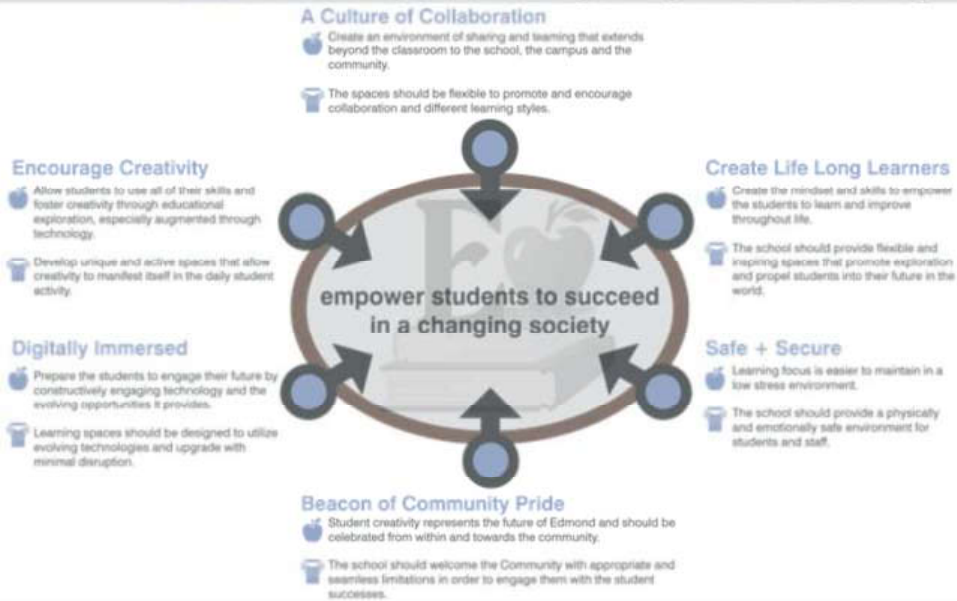 A Culture of Collaboration
Create an environment of sharing and learning that extends
beyond the classroom to the school, the campus and the
community.
The spaces should be flexible to promote and encourage
collaboration and different learning styles.
Encourage Creativity
Allow students to use all of their skills and
foster creativity through educational
exploration, especially augmented through
technology.
Develop unique and active spaces that allow
creativity to manifest itself in the daily student
activity.
Create Life Long Learners
Create the mindset and skills to empower
the students to learn and improve
throughout life.
The school should provide flexible and
inspiring spaces that promote exploration
and propel students into their future in the
world.
E
empower students to succeed
in a changing society
Digitally Immersed
Prepare the students to engage their future by
constructively engaging technology and the
evolving opportunities it provides.
Learning spaces should be designed to utilize
evolving technologies and upgrade with
minimal disruption.
Safe + Secure
Learning focus is easier to maintain in a
low stress environment.
The school should provide a physically
and emotionally safe environment for
students and staff.
Beacon of Community Pride
Student creativity represents the future of Edmond and should be
celebrated from within and towards the community.
The school should welcome the Community with appropriate and
seamless limitations in order to engage them with the student
successes.